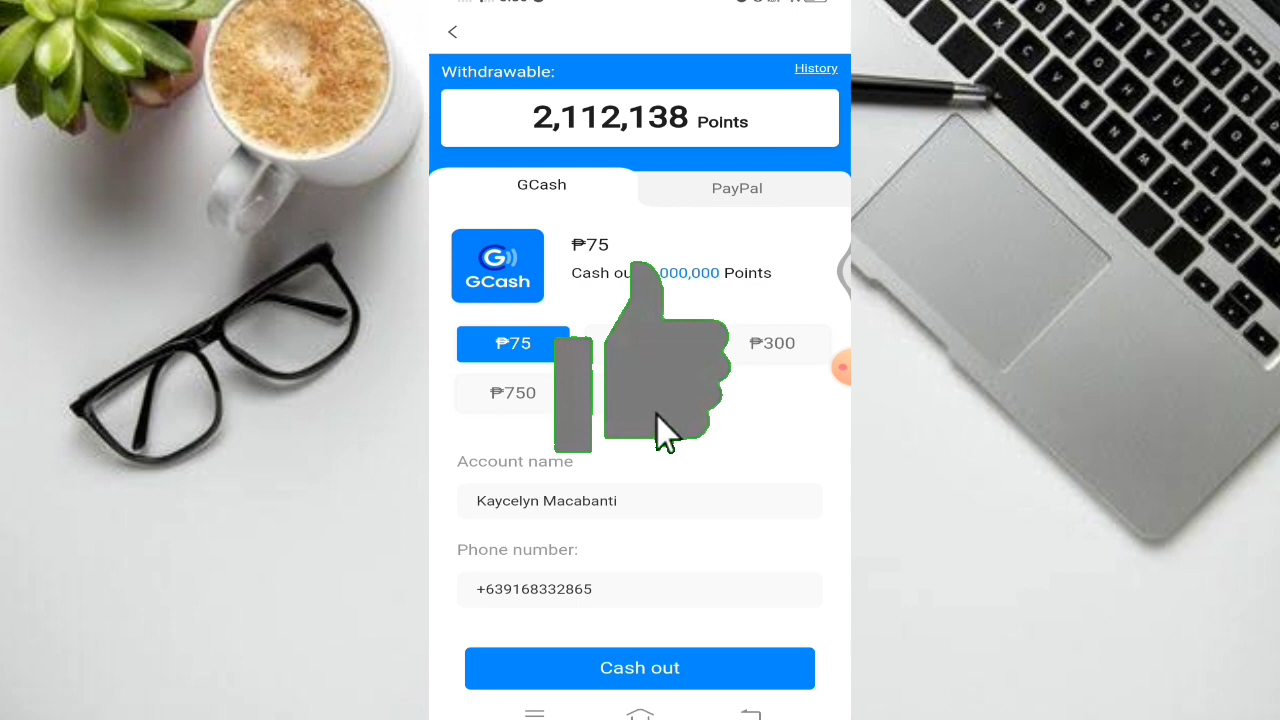 Withdrawable:
History
2,112,138 Points
GCash
PayPal
₱75
GCash
Cash 000,000 Points
₱75
₱300
₱750
Account name
Kaycelyn Macabanti
Phone number:
+639168332865
Cash out